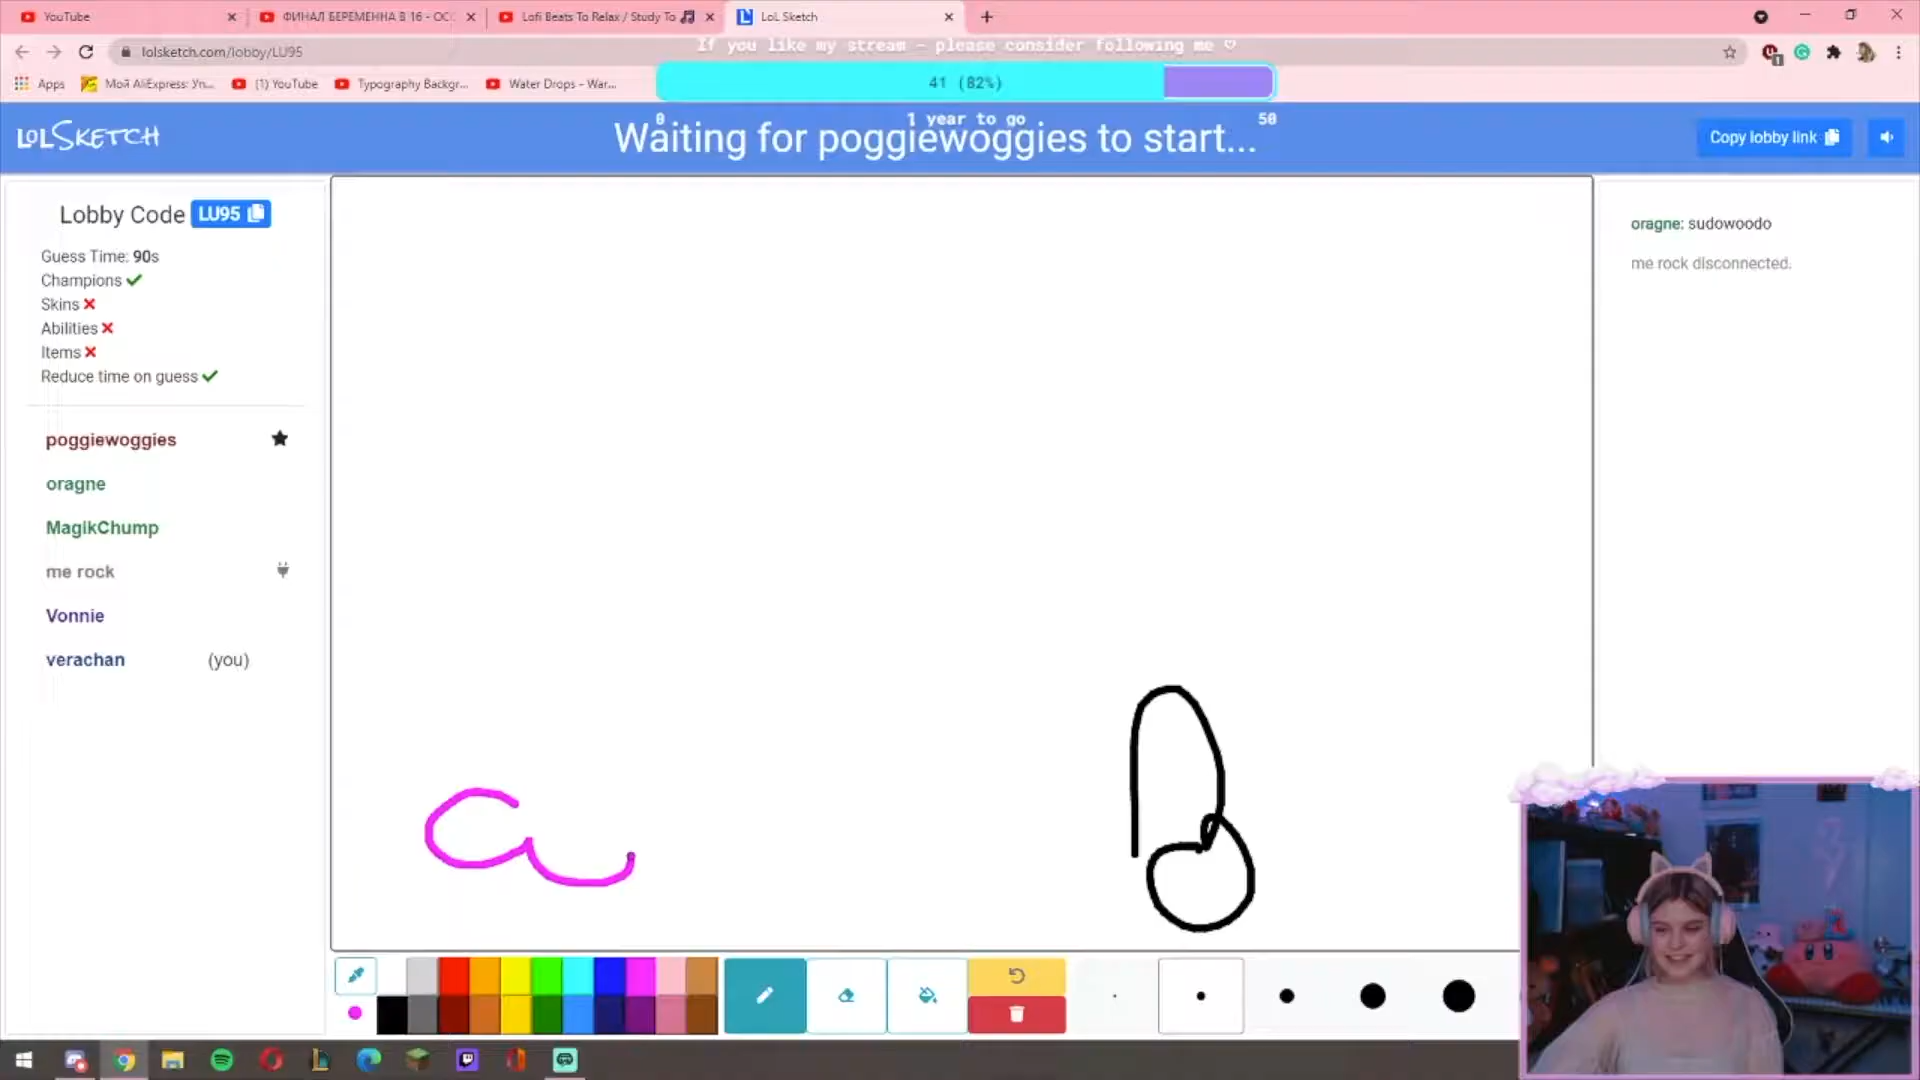 YouTube
ФИНАЛ БЕРЕМЕННА В 16 - ОС
Lofi Beats To Relax / Study To
LoL Sketch
lolsketch.com/lobby/LU95
If you like my stream - please consider following me ♡
Apps
Мой AliExpress: Уп...
(1) YouTube
Typography Backgr...
Water Drops - War...
41 (82%)
0
1 year to go
50
LOLSKETCH
Waiting for poggiewoggies to start...
Copy lobby link
Lobby Code LU95
Guess Time: 90s
Champions
Skins
Abilities
Items
Reduce time on guess
poggiewoggies
oragne
MagikChump
me rock
Vonnie
verachan (you)
oragne: sudowoodo
me rock disconnected.